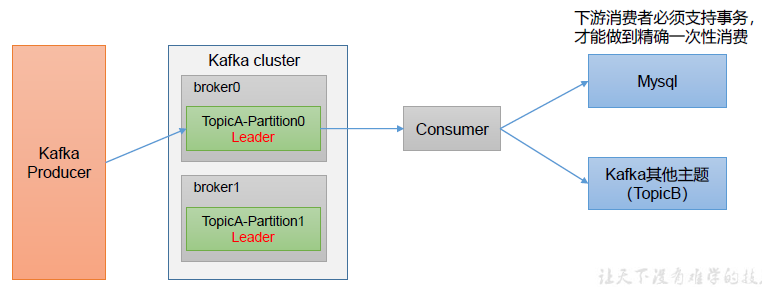 下游消费者必须支持事务，
才能做到精确一次性消费
Kafka cluster
broker0
TopicA-Partition0
Leader
broker1
TopicA-Partition1
Leader
Kafka
Producer
Consumer
Mysql
Kafka其他主题
（TopicB）
让天下没有难学的技